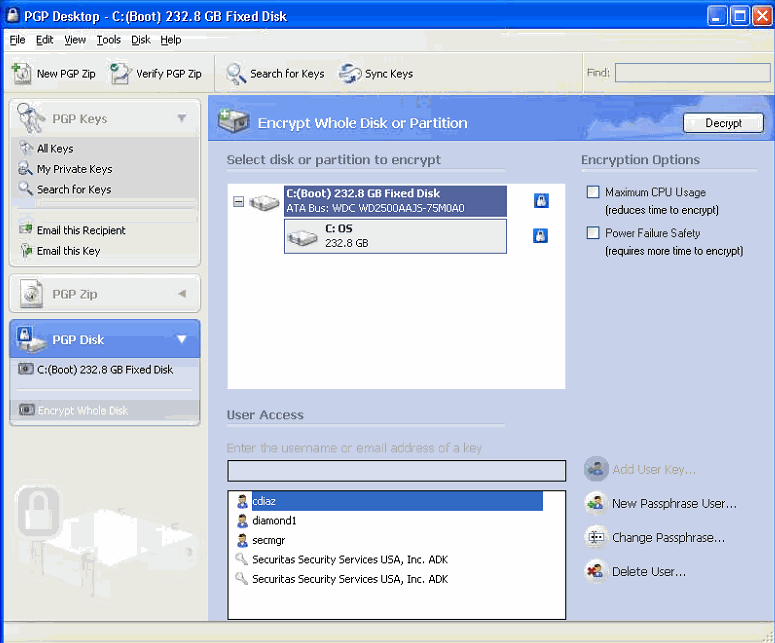 PGP Desktop - C:(Boot) 232.8 GB Fixed Disk
File Edit View Tools Disk Help
New PGP Zip Verify PGP Zip Search for Keys Sync Keys Find:
PGP Keys
All Keys
My Private Keys
Search for Keys
Email this Recipient
Email this Key
PGP Zip
PGP Disk
C:(Boot) 232.8 GB Fixed Disk
Encrypt Whole Disk
Encrypt Whole Disk or Partition
Decrypt
Select disk or partition to encrypt
C:(Boot) 232.8 GB Fixed Disk
ATA Bus: WDC WD2500AAJS-75M0A0
C: OS
232.8 GB
Encryption Options
Maximum CPU Usage
(reduces time to encrypt)
Power Failure Safety
(requires more time to encrypt)
User Access
Enter the username or email address of a key
cdiaz
diamond1
secmgr
Securitas Security Services USA, Inc. ADK
Securitas Security Services USA, Inc. ADK
Add User Key...
New Passphrase User...
Change Passphrase...
Delete User...